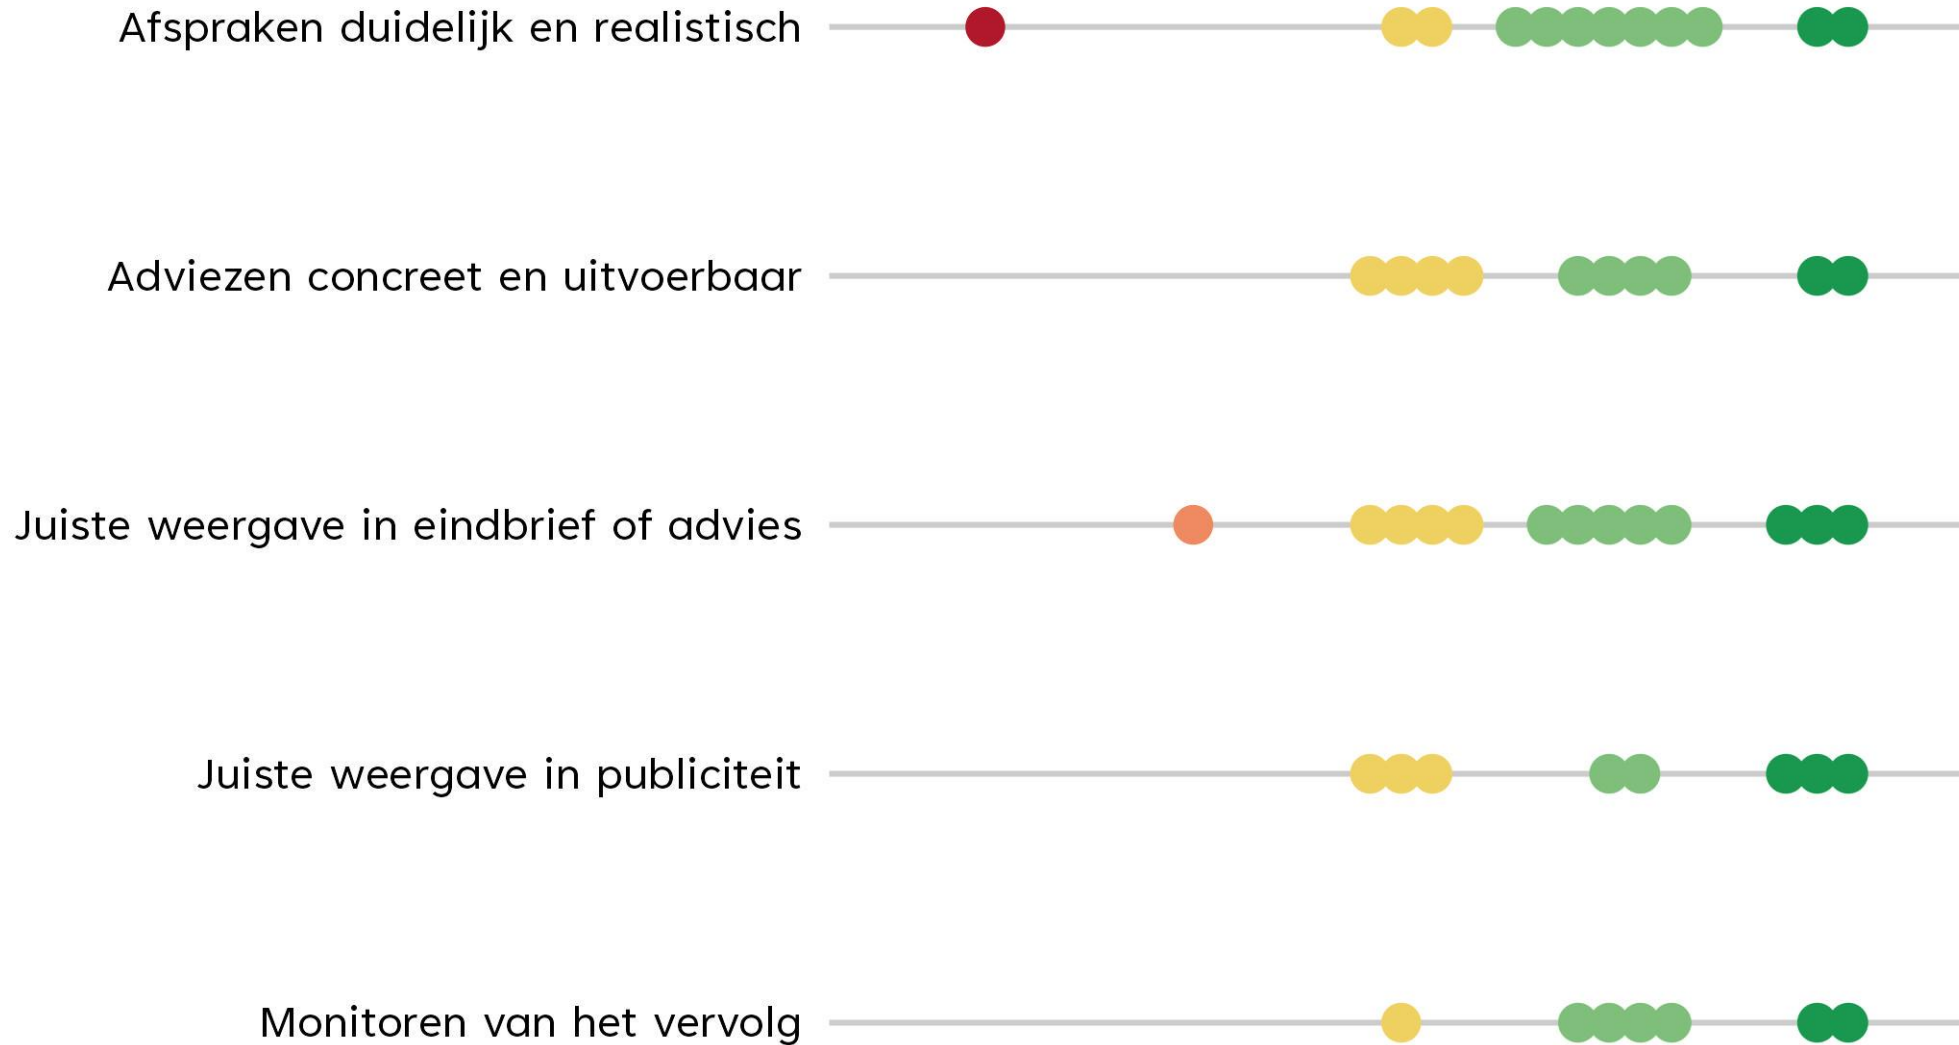 Afspraken duidelijk en realistisch
Adviezen concreet en uitvoerbaar
Juiste weergave in eindbrief of advies
Juiste weergave in publiciteit
Monitoren van het vervolg